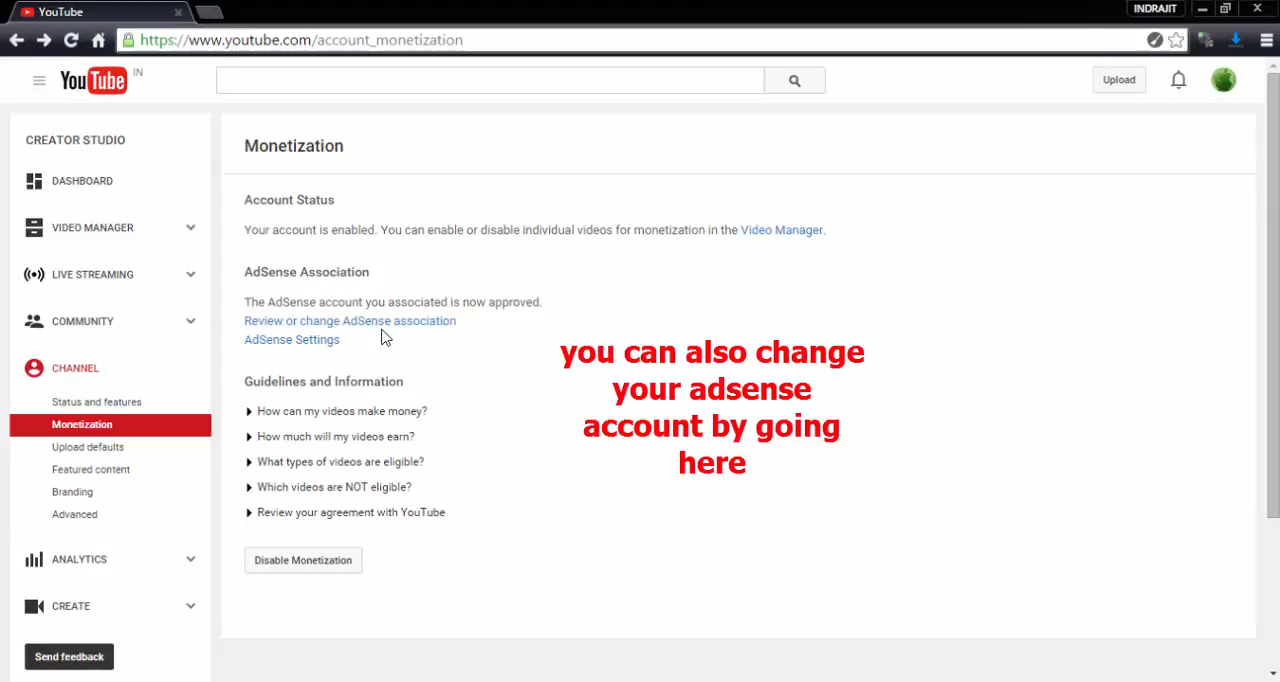 YouTube
INDRAJIT
https://www.youtube.com/account_monetization
YouTube IN
Upload
CREATOR STUDIO
DASHBOARD
VIDEO MANAGER
LIVE STREAMING
COMMUNITY
CHANNEL
Status and features
Monetization
Upload defaults
Featured content
Branding
Advanced
ANALYTICS
CREATE
Send feedback
Monetization
Account Status
Your account is enabled. You can enable or disable individual videos for monetization in the Video Manager.
AdSense Association
The AdSense account you associated is now approved.
Review or change AdSense association
AdSense Settings
Guidelines and Information
How can my videos make money?
How much will my videos earn?
What types of videos are eligible?
Which videos are NOT eligible?
Review your agreement with YouTube
Disable Monetization
you can also change
your adsense
account by going
here